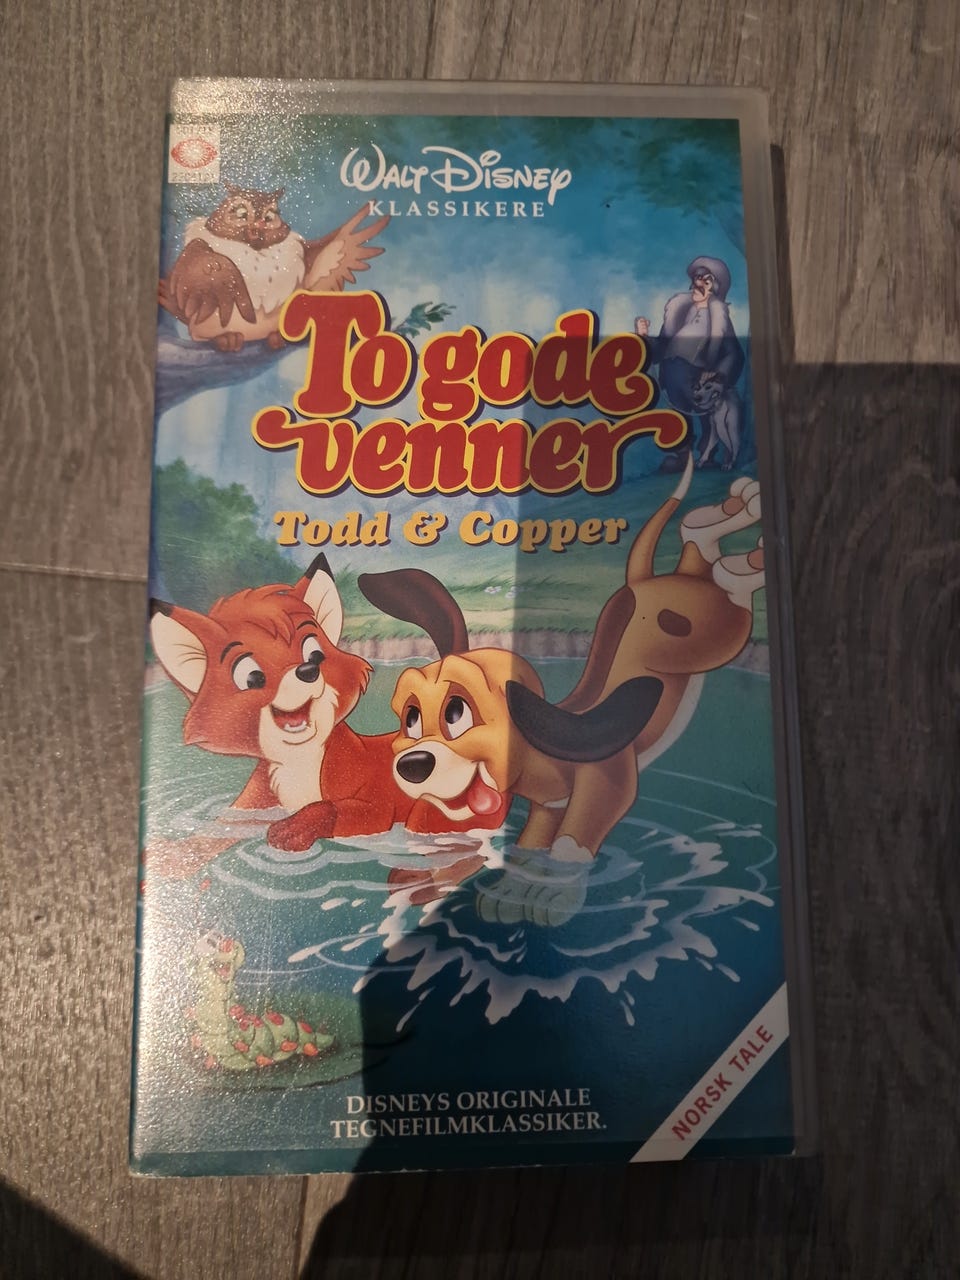 WALT DISNEY
KLASSIKERE
To gode
venner
Todd & Copper
DISNEYS ORIGINALE
TEGNEFILMKLASSIKER.
NORSK TALE